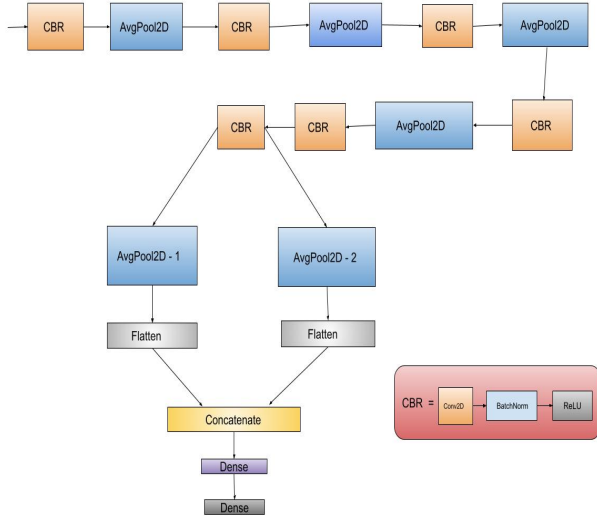 CBR
AvgPool2D
CBR
AvgPool2D
CBR
AvgPool2D
CBR
CBR
AvgPool2D
CBR
AvgPool2D - 1
AvgPool2D - 2
Flatten
Flatten
CBR = Conv2D BatchNorm ReLU
Concatenate
Dense
Dense